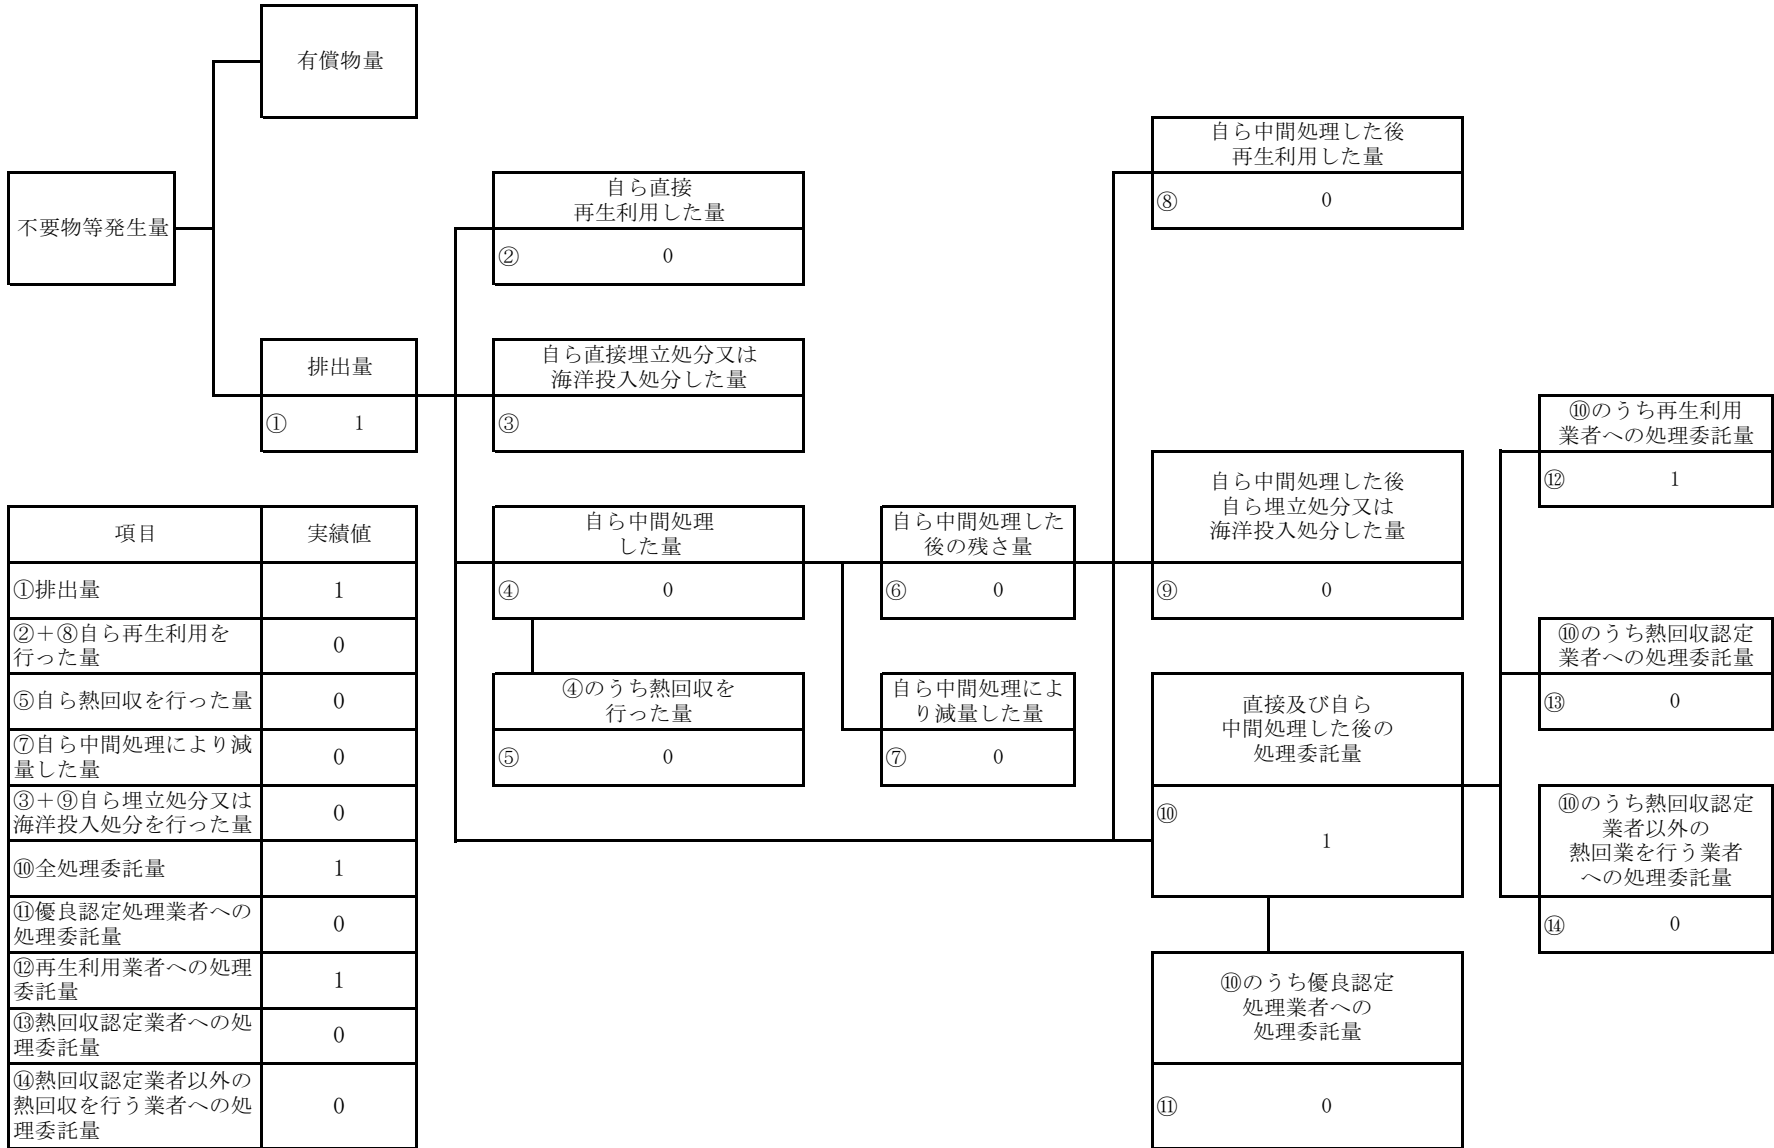 有償物量
不要物等発生量
排出量
① 1
自ら直接
再生利用した量
② 0
自ら直接埋立処分又は
海洋投入処分した量
③
自ら中間処理
した量
④ 0
④のうち熱回収を
行った量
⑤ 0
自ら中間処理した
後の残さ量
⑥ 0
自ら中間処理によ
り減量した量
⑦ 0
自ら中間処理した後
再生利用した量
⑧ 0
自ら中間処理した後
自ら埋立処分又は
海洋投入処分した量
⑨ 0
直接及び自ら
中間処理した後の
処理委託量
⑩
1
⑩のうち優良認定
処理業者への
処理委託量
⑪ 0
⑩のうち再生利用
業者への処理委託量
⑫ 1
⑩のうち熱回収認定
業者への処理委託量
⑬ 0
⑩のうち熱回収認定
業者以外の
熱回業を行う業者
への処理委託量
⑭ 0
項目 実績値
①排出量 1
②+⑧自ら再生利用を
行った量 0
⑤自ら熱回収を行った量 0
⑦自ら中間処理により減
量した量 0
③+⑨自ら埋立処分又は
海洋投入処分を行った量 0
⑩全処理委託量 1
⑪優良認定処理業者への
処理委託量 0
⑫再生利用業者への処理
委託量 1
⑬熱回収認定業者への処
理委託量 0
⑭熱回収認定業者以外の
熱回収を行う業者への処 0
理委託量